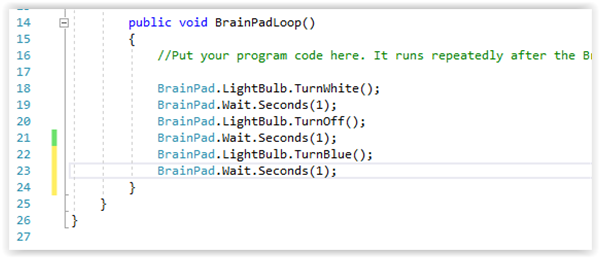 14 public void BrainPadLoop()
15 {
16 //Put your program code here. It runs repeatedly after the Br
17
18 BrainPad.LightBulb.TurnWhite();
19 BrainPad.Wait.Seconds(1);
20 BrainPad.LightBulb.TurnOff();
21 BrainPad.Wait.Seconds(1);
22 BrainPad.LightBulb.TurnBlue();
23 BrainPad.Wait.Seconds(1);
24 }
25 }
26 }
27